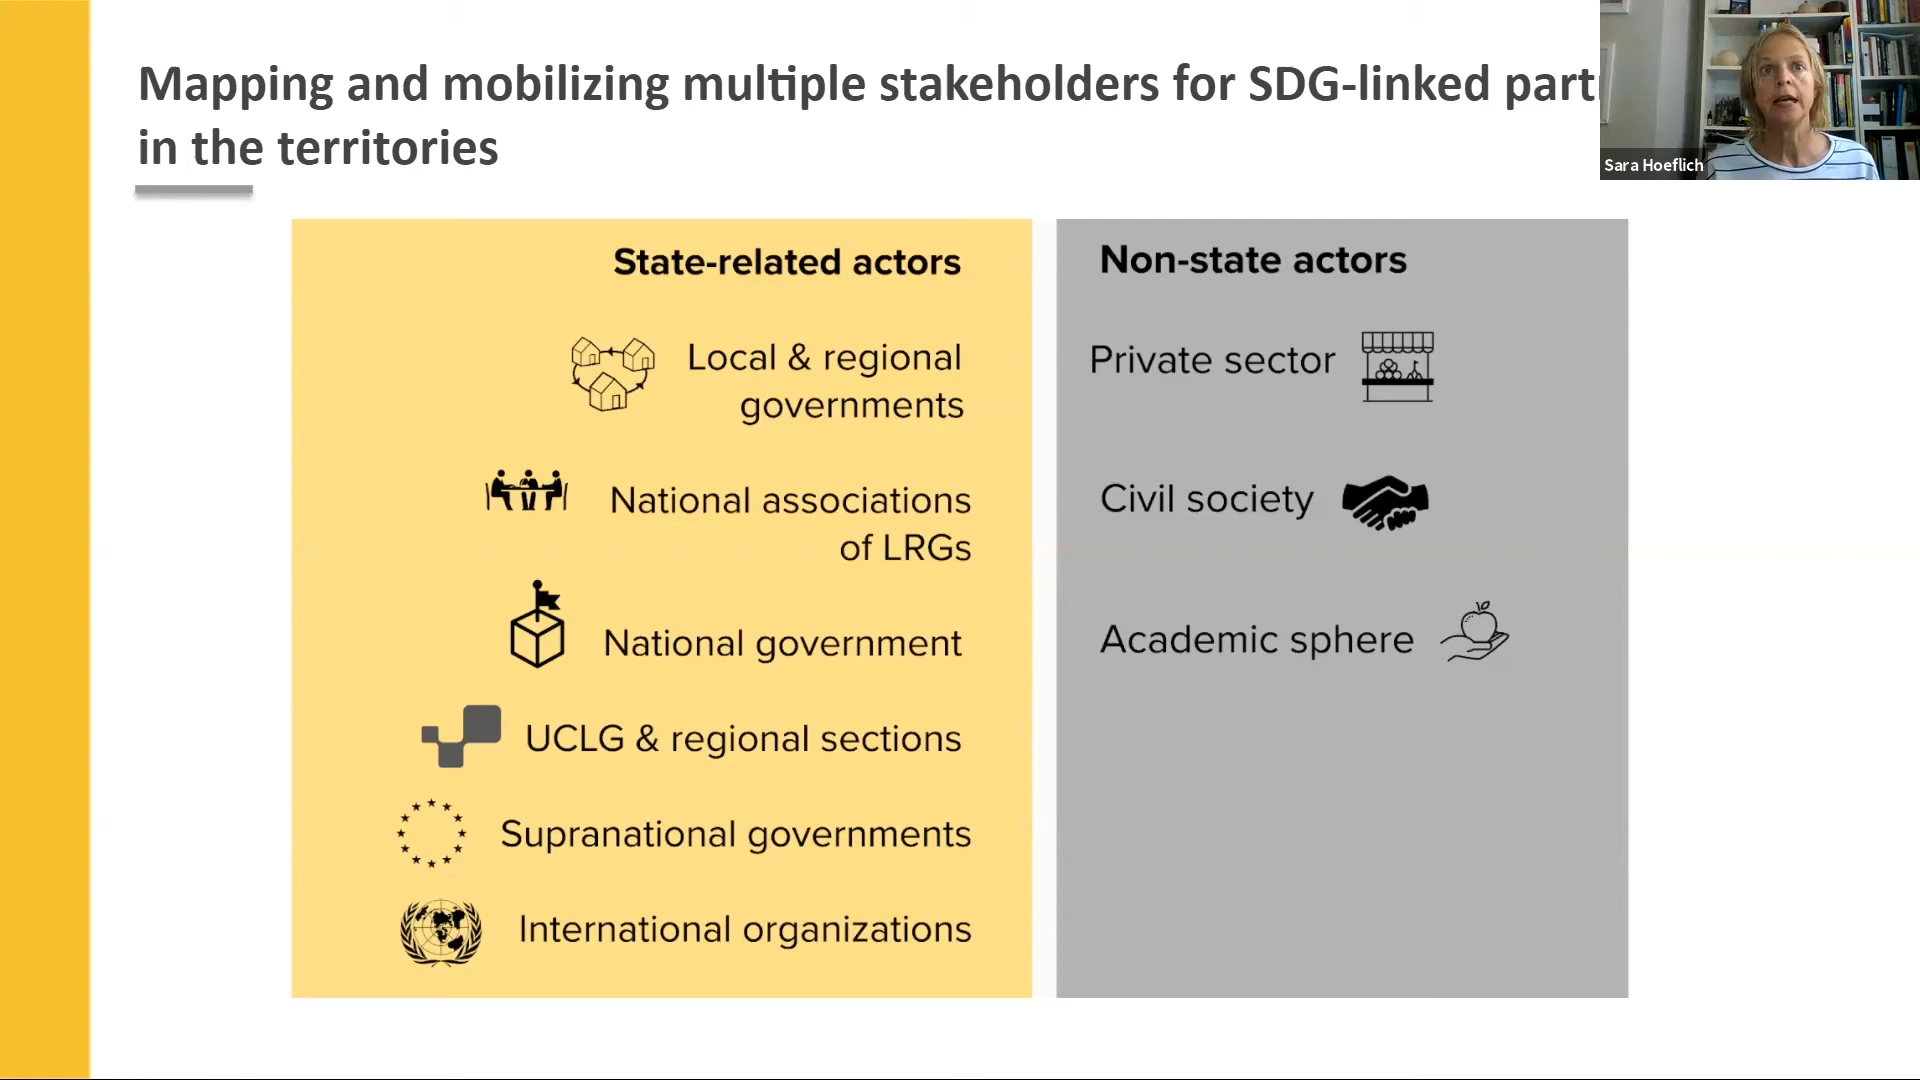 Mapping and mobilizing multiple stakeholders for SDG-linked
in the territories
Sara Hoeflich
State-related actors
Local & regional
governments
National associations
of LRGs
National government
UCLG & regional sections
Supranational governments
International organizations
Non-state actors
Private sector
Civil society
Academic sphere